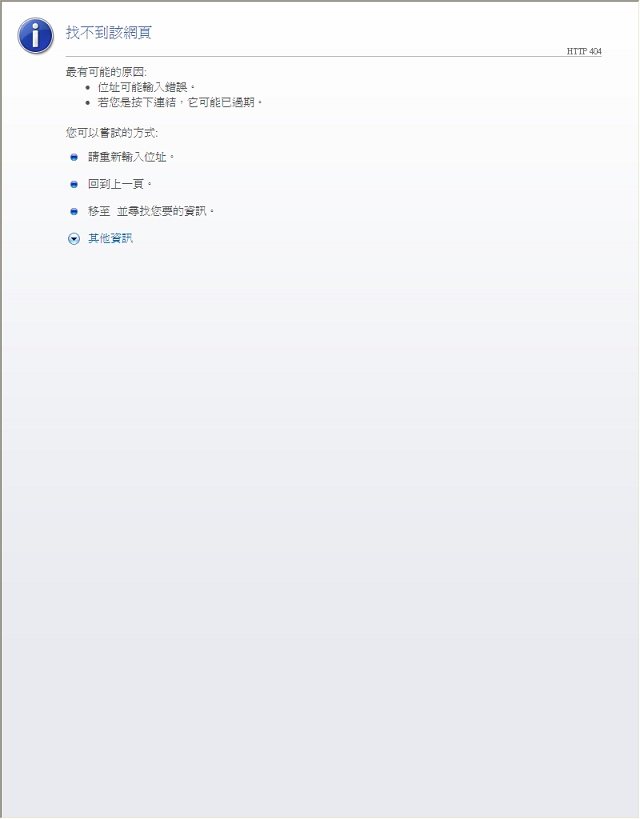 找不到該網頁
HTTP 404
最有可能的原因:
位址可能輸入錯誤。
若您是按下連結，它可能已過期。
您可以嘗試的方式:
請重新輸入位址。
回到上一頁。
移至 並尋找您要的資訊。
其他資訊